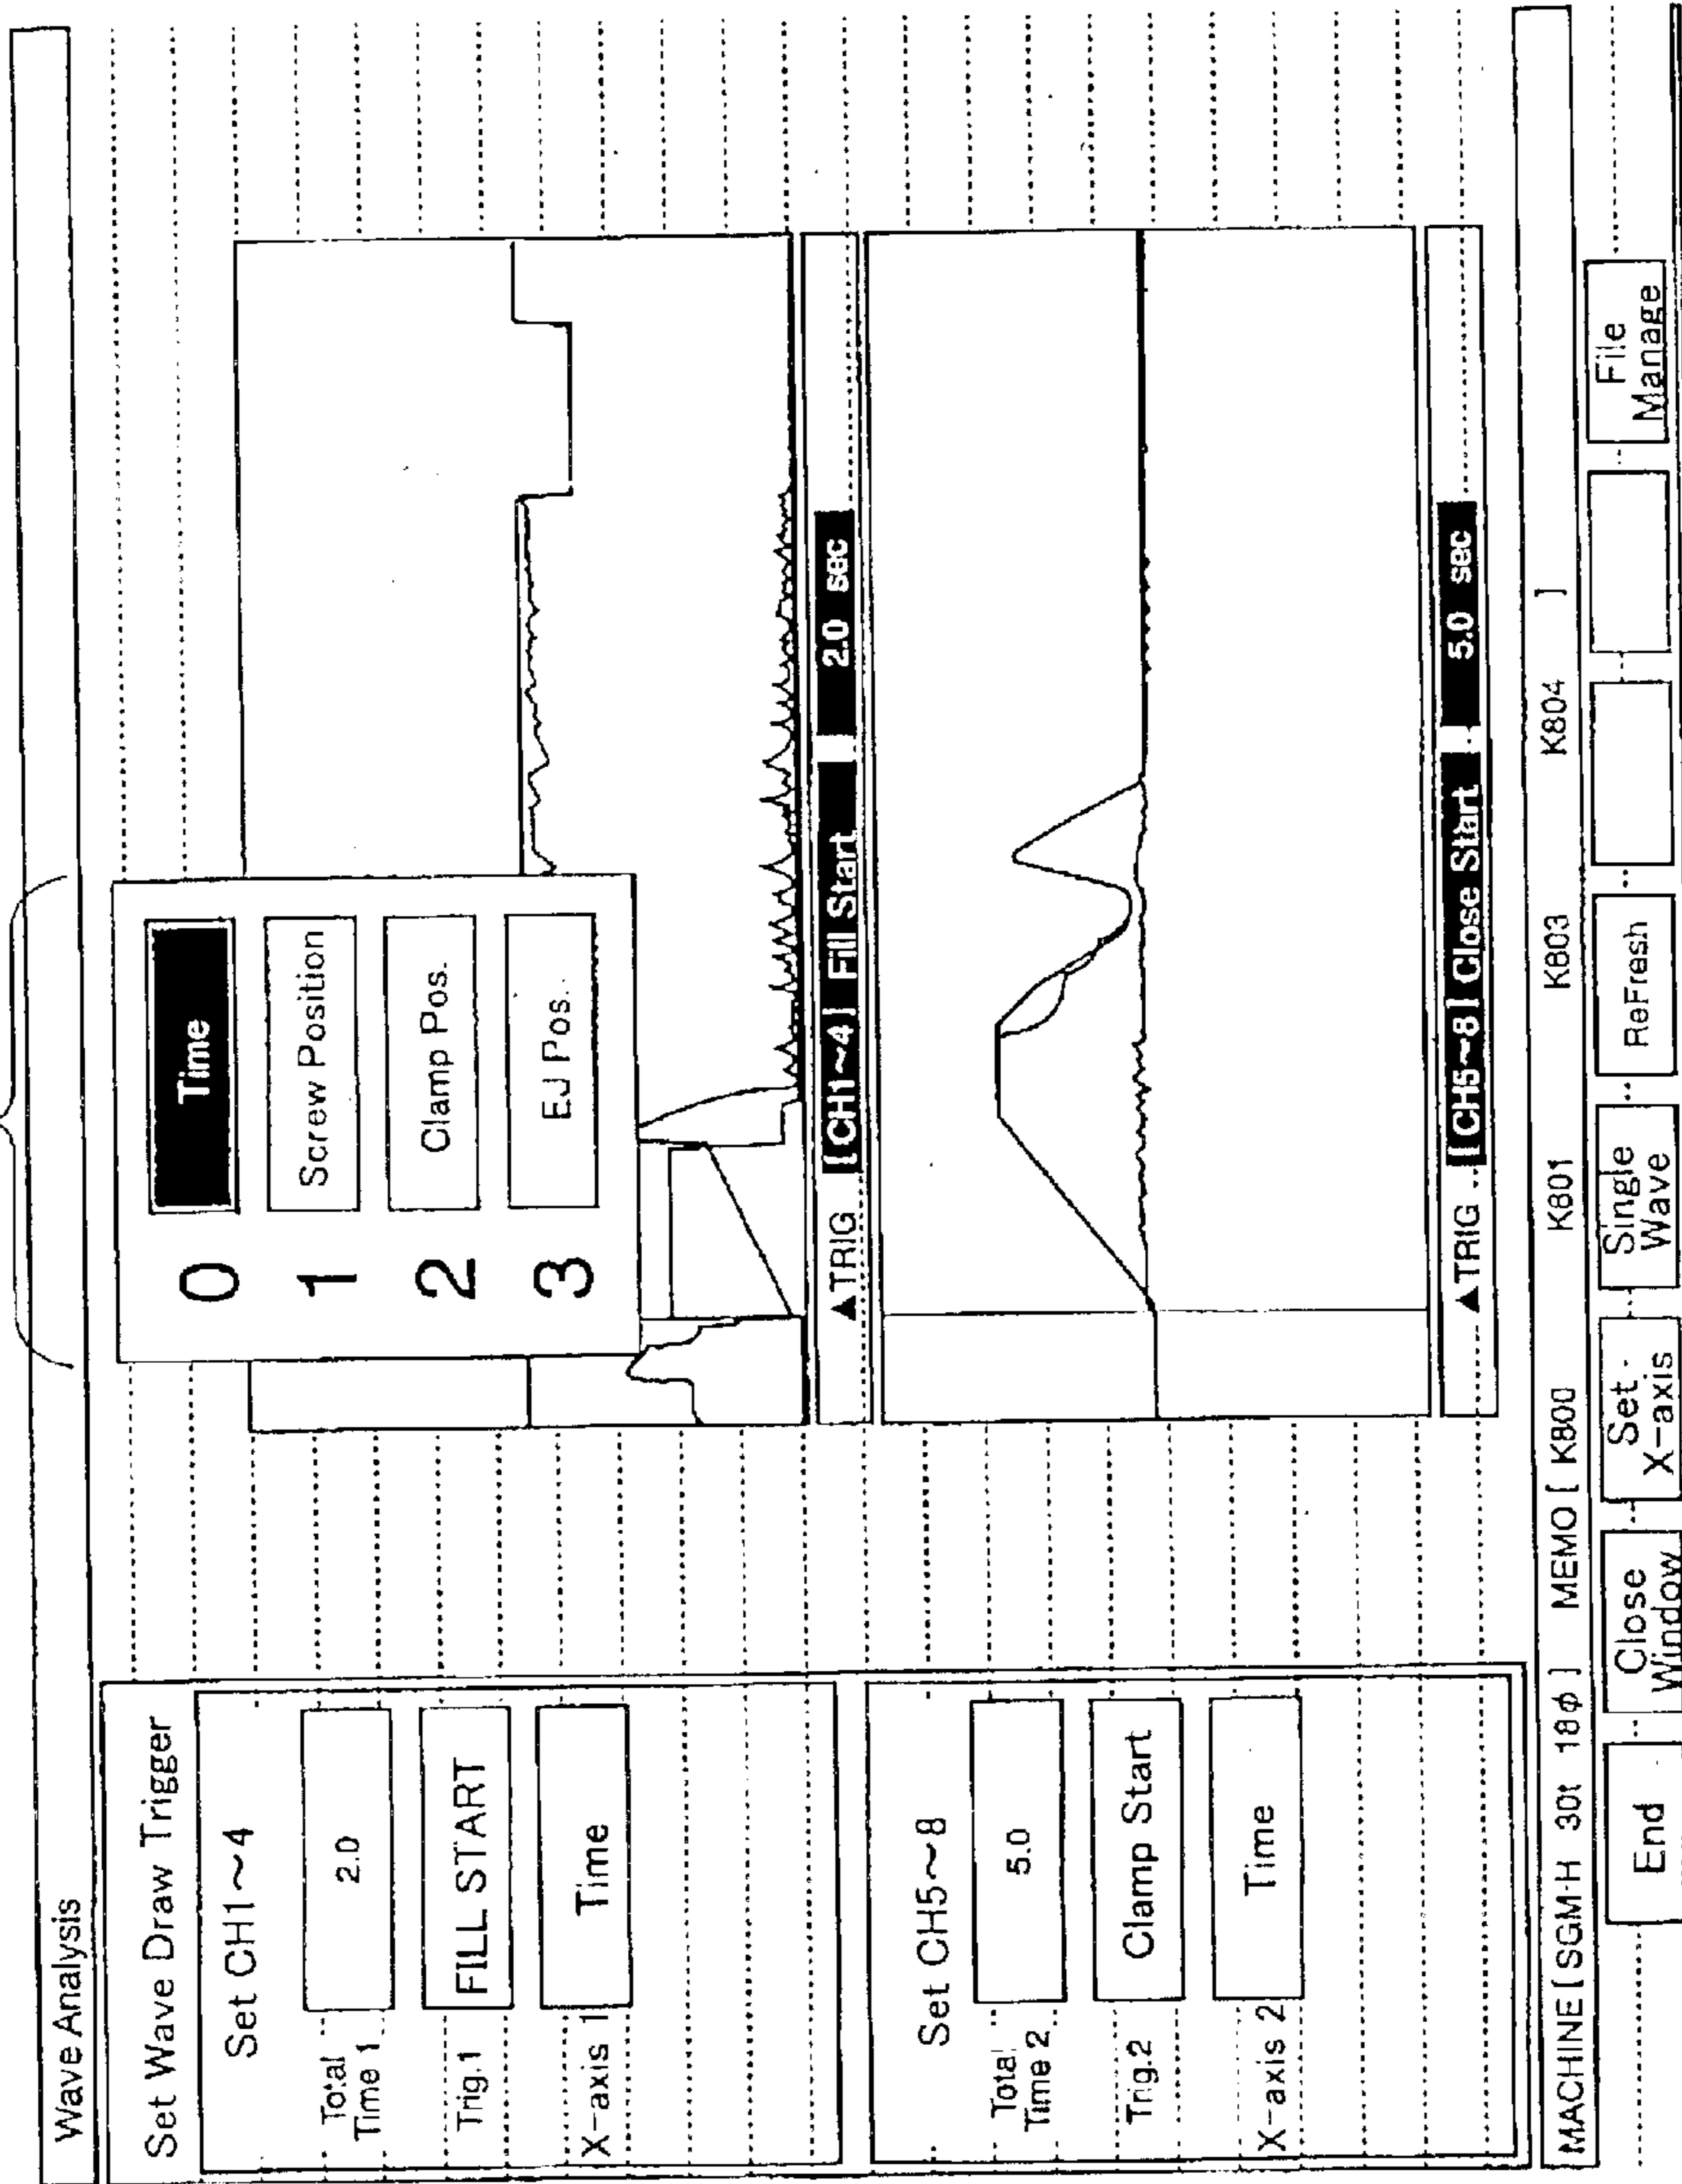 Wave Analysis
Set Wave Draw Trigger
Set CH1~4
Total
Time 1
2.0
Trig.1
FILL START
X-axis 1
Time
Set CH5~8
Total
Time 2
5.0
Trig.2
Clamp Start
X-axis 2
Time
0 Time
1 Screw Position
2 Clamp Pos.
3 EJ Pos.
▲TRIG [CH1~4] Fill Start 2.0 sec
▲TRIG [CH5~8] Close Start 5.0 sec
MACHINE [SGM-H 30t 18φ] MEMO [ K800 K801 K803 K804 ]
End
Close
Window
Set
X-axis
Single
Wave
ReFresh
File
Manage